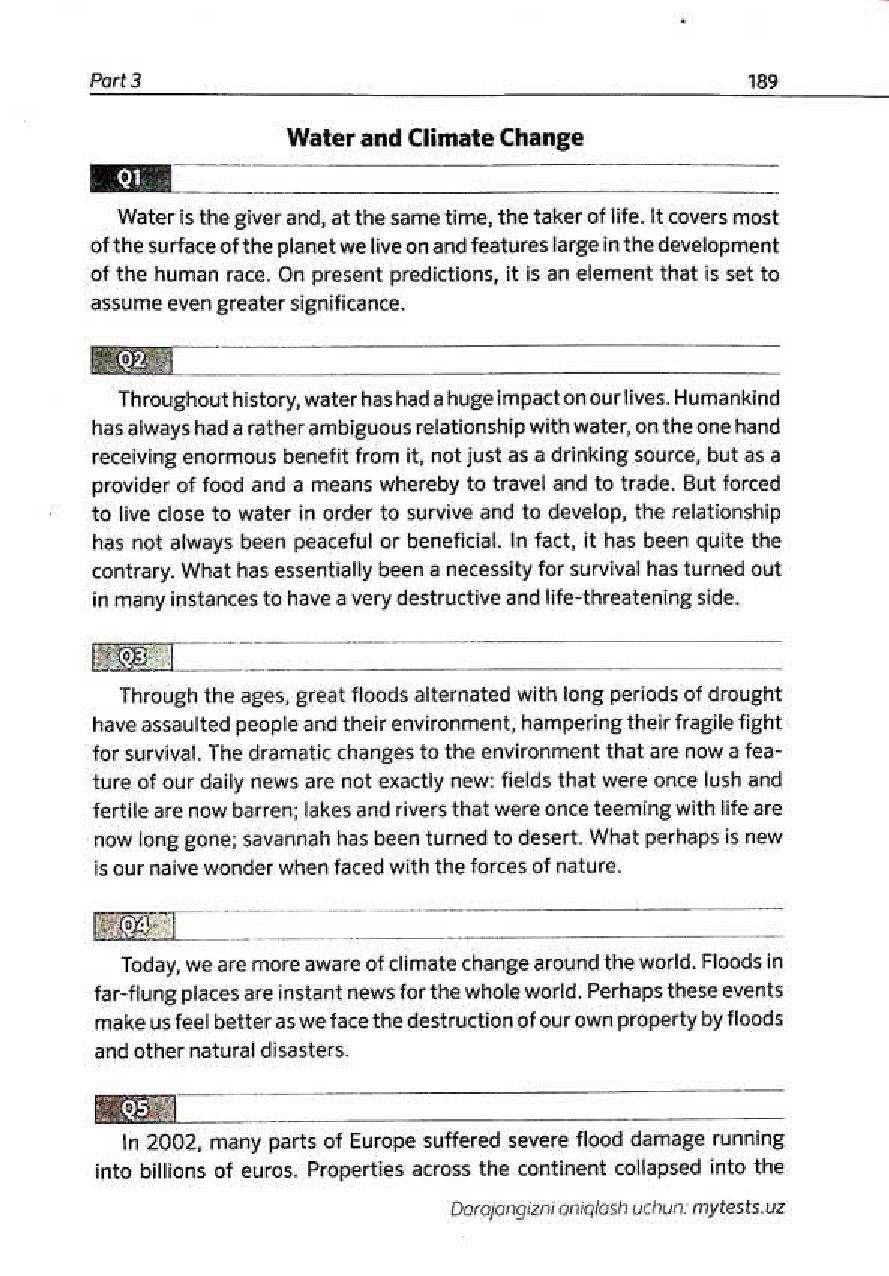 Part 3 189
Water and Climate Change
Q1
Water is the giver and, at the same time, the taker of life. It covers most
of the surface of the planet we live on and features large in the development
of the human race. On present predictions, it is an element that is set to
assume even greater significance.
Q2
Throughout history, water has had a huge impact on our lives. Humankind
has always had a rather ambiguous relationship with water, on the one hand
receiving enormous benefit from it, not just as a drinking source, but as a
provider of food and a means whereby to travel and to trade. But forced
to live close to water in order to survive and to develop, the relationship
has not always been peaceful or beneficial. In fact, it has been quite the
contrary. What has essentially been a necessity for survival has turned out
in many instances to have a very destructive and life-threatening side.
Q3
Through the ages, great floods alternated with long periods of drought
have assaulted people and their environment, hampering their fragile fight
for survival. The dramatic changes to the environment that are now a fea-
ture of our daily news are not exactly new: fields that were once lush and
fertile are now barren; lakes and rivers that were once teeming with life are
now long gone; savannah has been turned to desert. What perhaps is new
is our naive wonder when faced with the forces of nature.
Q4
Today, we are more aware of climate change around the world. Floods in
far-flung places are instant news for the whole world. Perhaps these events
make us feel better as we face the destruction of our own property by floods
and other natural disasters.
Q5
In 2002, many parts of Europe suffered severe flood damage running
into billions of euros. Properties across the continent collapsed into the
Darajangizni aniqlash uchun: mytests.uz